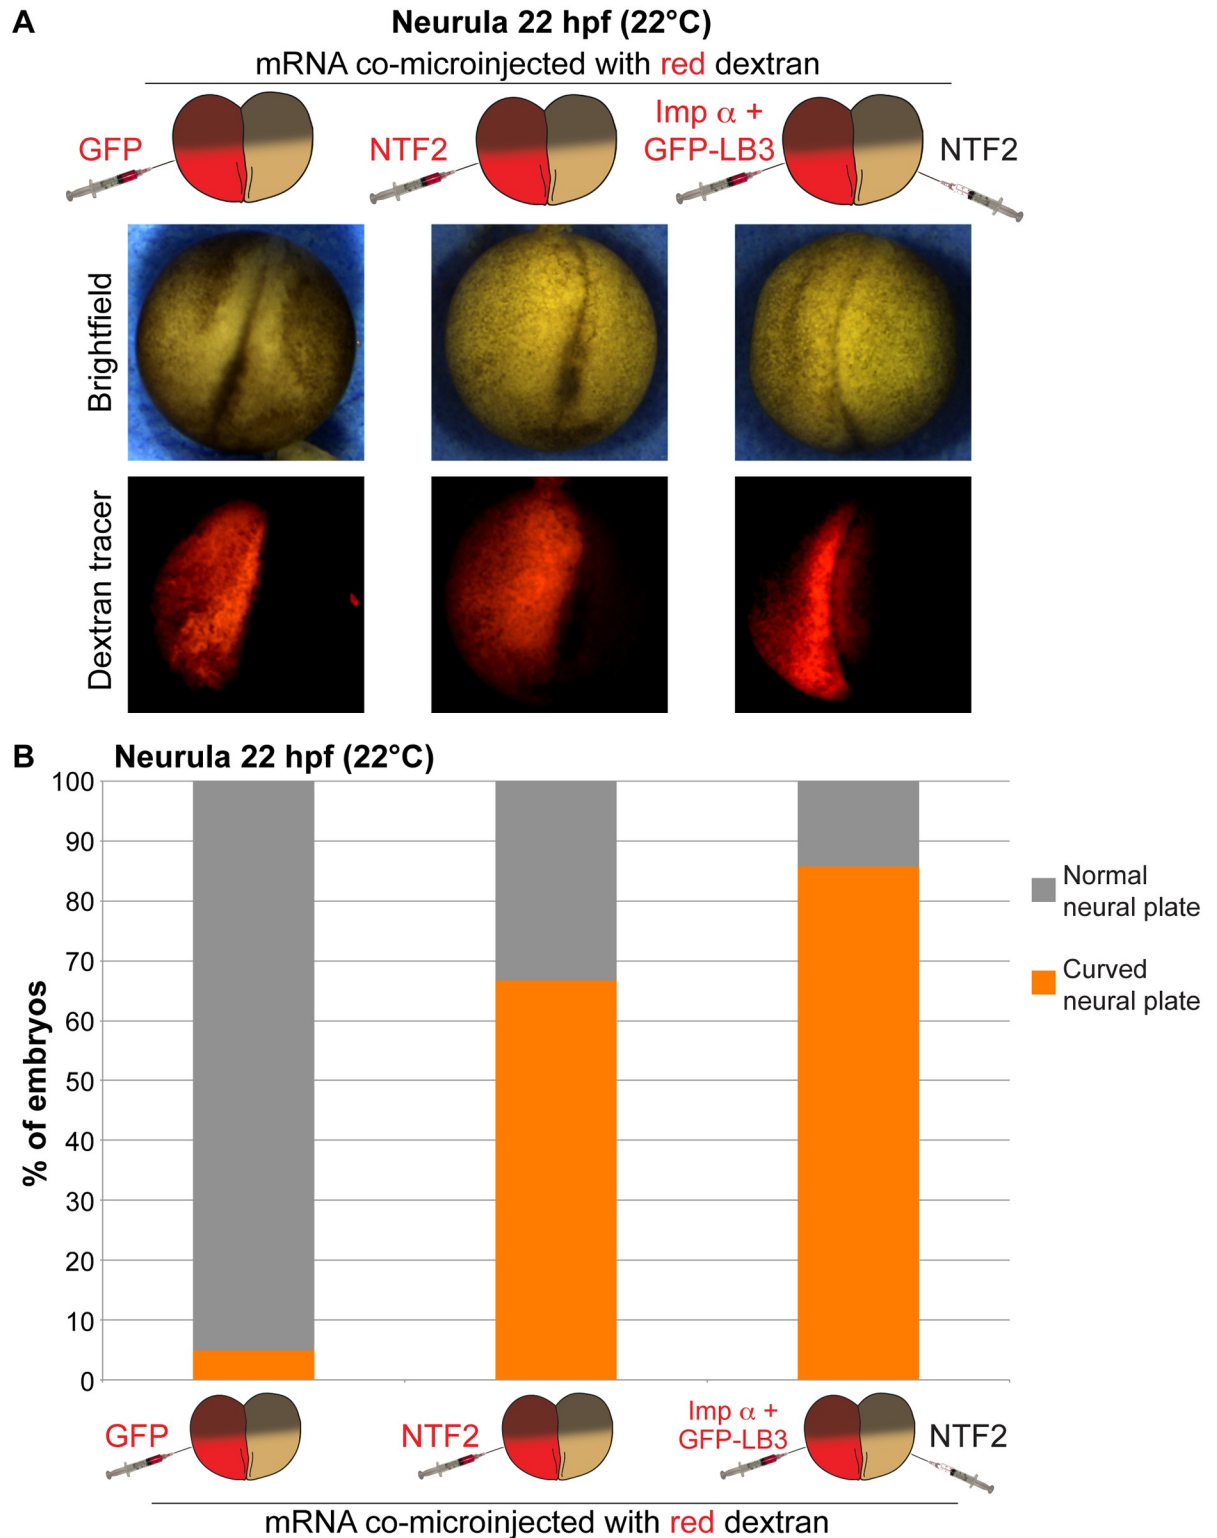 A
Neurula 22 hpf (22°C)
mRNA co-microinjected with red dextran
GFP
NTF2
Imp α +
GFP-LB3
NTF2
Brightfield
Dextran tracer
B
Neurula 22 hpf (22°C)
100
90
80
70
60
50
40
30
20
10
0
% of embryos
Normal
neural plate
Curved
neural plate
GFP
NTF2
Imp α +
GFP-LB3
NTF2
mRNA co-microinjected with red dextran